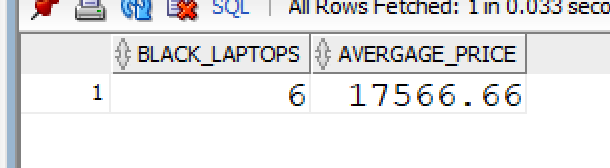 SQL | All Rows Fetched: 1 in 0.033 seco
BLACK_LAPTOPS AVERGAGE_PRICE
1 6 17566.66